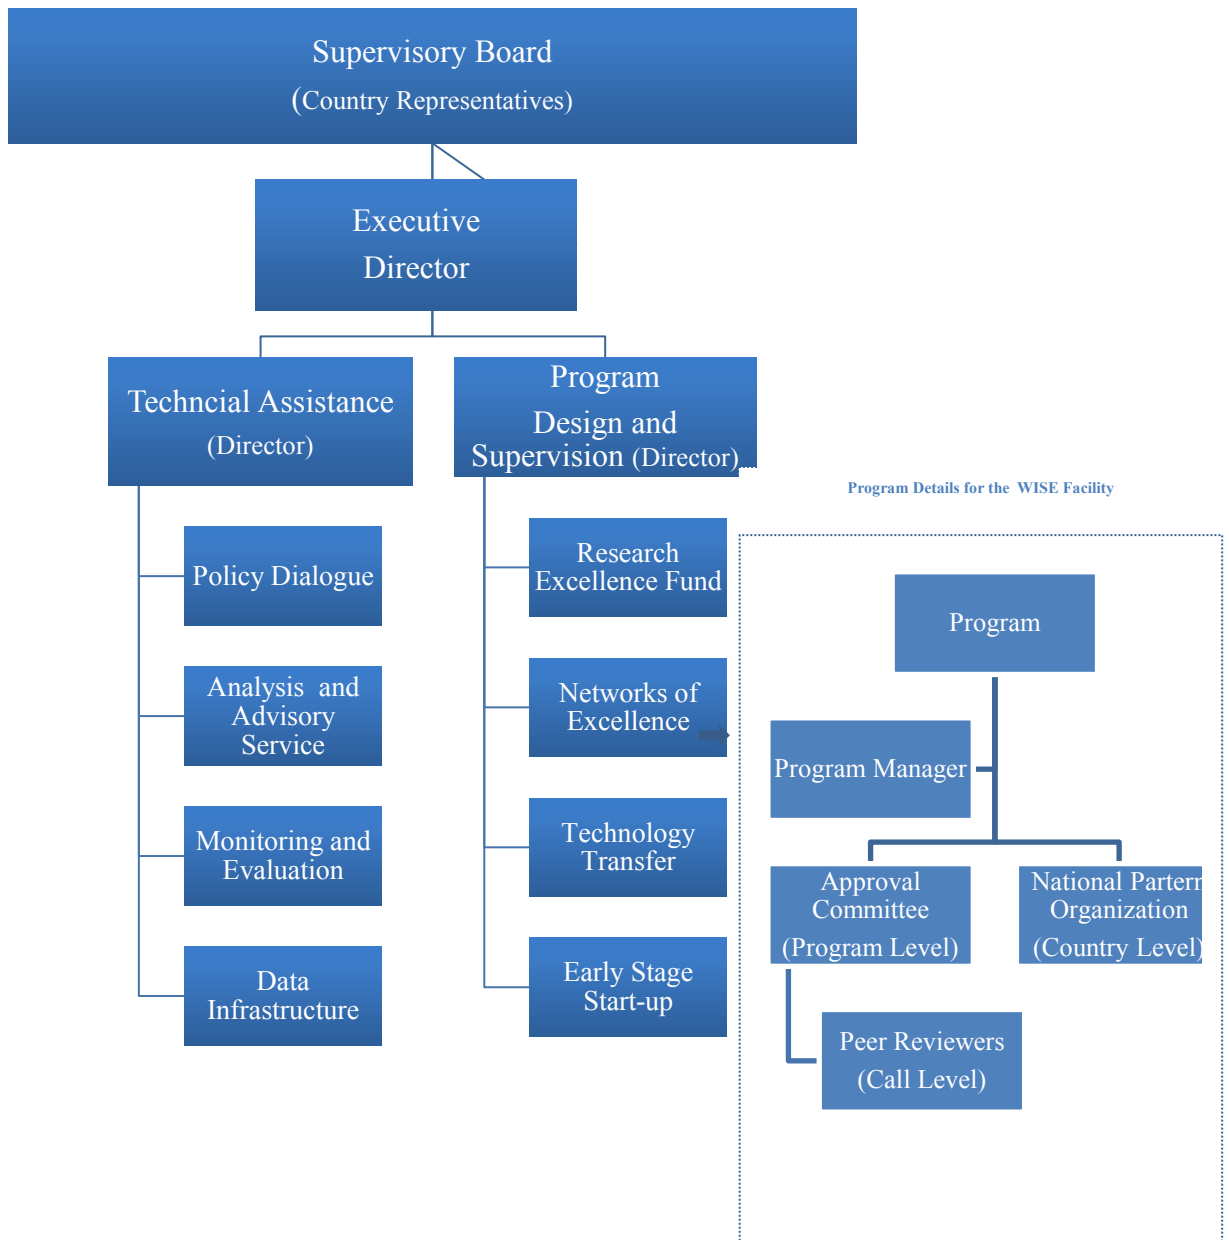 Supervisory Board
(Country Representatives)
Executive
Director
Techncial Assistance
(Director)
Program
Design and
Supervision (Director)
Policy Dialogue
Analysis and
Advisory
Service
Monitoring and
Evaluation
Data
Infrastructure
Research
Excellence Fund
Networks of
Excellence
Technology
Transfer
Early Stage
Start-up
Program Details for the WISE Facility
Program
Program Manager
Approval
Committee
(Program Level)
National Partern
Organization
(Country Level)
Peer Reviewers
(Call Level)